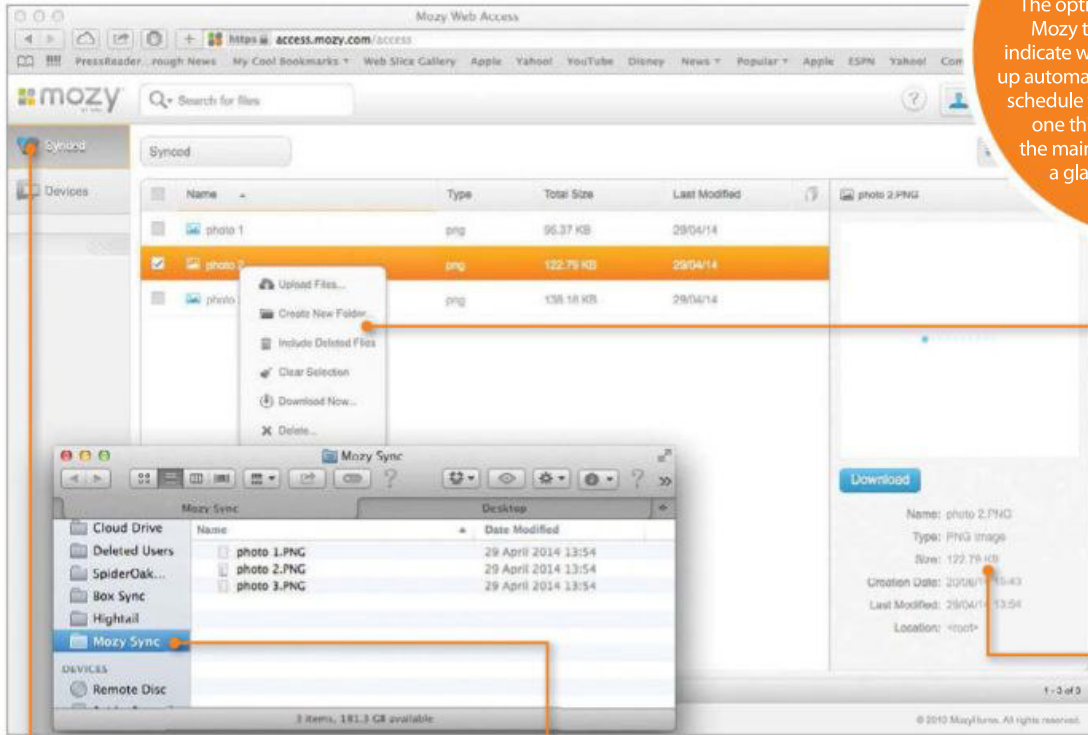 Mozy Web Access
https access.mozy.com/access
PressReader ...rough News My Cool Bookmarks Web Slice Gallery Apple Yahoo! YouTube Disney News Popular Apple ESPN Yahoo! Com
The opti
Mozy t
indicate w
up automa
schedule
one th
the main
a gla
mozy
Search for files
Synced
Synced
Devices
Name Type Total Size Last Modified
photo 1 png 95.37 KB 29/04/14
photo 2 png 122.79 KB 29/04/14
photo png 138.18 KB 29/04/14
photo 2.PNG
Upload Files...
Create New Folder...
Include Deleted Files
Clear Selection
Download Now...
Delete...
Download
Name: photo 2.PNG
Type: PNG image
Size: 122.79 KB
Creation Date:
Last Modified: 29/04/14 13:54
Location: <root>
1 - 3 of 3
Mozy Sync
Mozy Sync Desktop
Name Date Modified
photo 1.PNG 29 April 2014 13:54
photo 2.PNG 29 April 2014 13:54
photo 3.PNG 29 April 2014 13:54
Cloud Drive
Deleted Users
SpiderOak...
Box Sync
Hightail
Mozy Sync
DEVICES
Remote Disc
3 items, 181.3 GB available
All rights reserved.